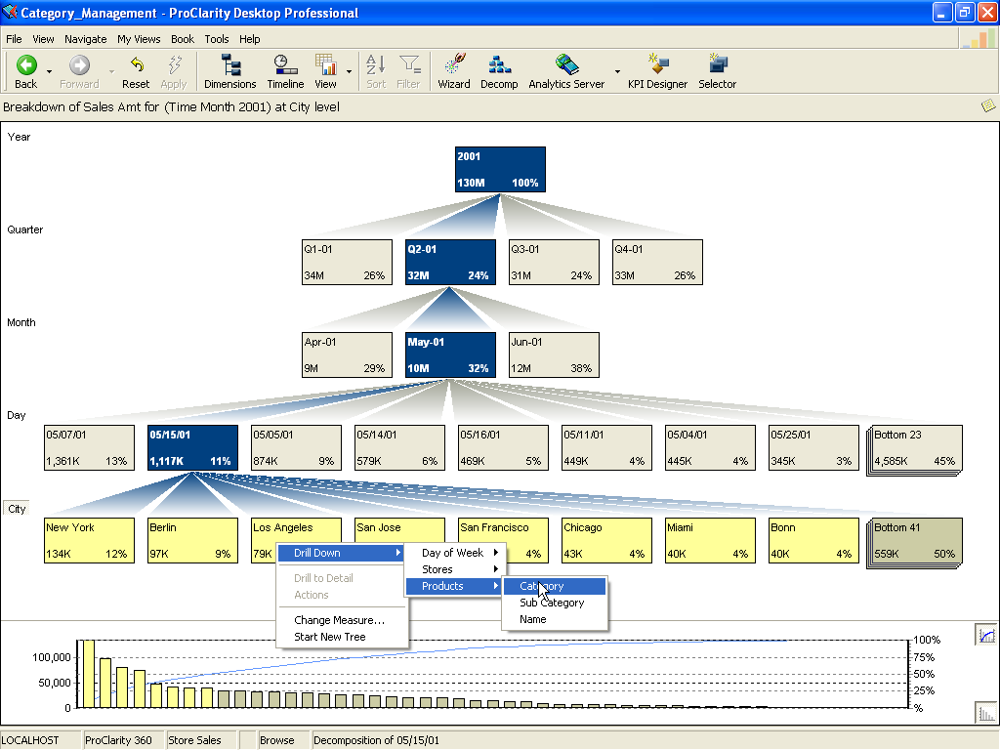 Category_Management - ProClarity Desktop Professional
File View Navigate My Views Book Tools Help
Back Forward Reset Apply Dimensions Timeline View Sort Filter Wizard Decomp Analytics Server KPI Designer Selector
Breakdown of Sales Amt for (Time Month 2001) at City level
Year
2001
130M 100%
Quarter
Q1-01 Q2-01 Q3-01 Q4-01
34M 26% 32M 24% 31M 24% 33M 26%
Month
Apr-01 May-01 Jun-01
9M 29% 10M 32% 12M 38%
Day
05/07/01 05/15/01 05/05/01 05/14/01 05/16/01 05/11/01 05/04/01 05/25/01 Bottom 23
1,361K 13% 1,117K 11% 874K 9% 579K 6% 469K 5% 449K 4% 445K 4% 345K 3% 4,585K 45%
City
New York Berlin Los Angeles San Jose San Francisco Chicago Miami Bonn Bottom 41
134K 12% 97K 9% 79K 4% 43K 4% 40K 4% 40K 4% 559K 50%
Drill Down Day of Week
Stores
Drill to Detail Products Category
Actions Sub Category
Change Measure... Name
Start New Tree
100,000
50,000
0
100%
75%
50%
25%
%
LOCALHOST ProClarity 360 Store Sales Browse Decomposition of 05/15/01